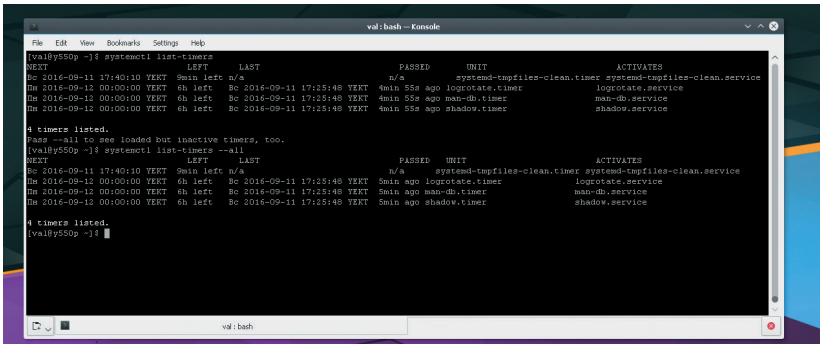 val : bash — Konsole
File Edit View Bookmarks Settings Help
[val@y550p ~]$ systemctl list-timers
NEXT LEFT LAST PASSED UNIT ACTIVATES
Вс 2016-09-11 17:40:10 YEKT 9min left n/a n/a systemd-tmpfiles-clean.timer systemd-tmpfiles-clean.service
Пн 2016-09-12 00:00:00 YEKT 6h left Вс 2016-09-11 17:25:48 YEKT 4min 55s ago logrotate.timer logrotate.service
Пн 2016-09-12 00:00:00 YEKT 6h left Вс 2016-09-11 17:25:48 YEKT 4min 55s ago man-db.timer man-db.service
Пн 2016-09-12 00:00:00 YEKT 6h left Вс 2016-09-11 17:25:48 YEKT 4min 55s ago shadow.timer shadow.service
4 timers listed.
Pass --all to see loaded but inactive timers, too.
[val@y550p ~]$ systemctl list-timers --all
NEXT LEFT LAST PASSED UNIT ACTIVATES
Вс 2016-09-11 17:40:10 YEKT 9min left n/a n/a systemd-tmpfiles-clean.timer systemd-tmpfiles-clean.service
Пн 2016-09-12 00:00:00 YEKT 6h left Вс 2016-09-11 17:25:48 YEKT 5min ago logrotate.timer logrotate.service
Пн 2016-09-12 00:00:00 YEKT 6h left Вс 2016-09-11 17:25:48 YEKT 5min ago man-db.timer man-db.service
Пн 2016-09-12 00:00:00 YEKT 6h left Вс 2016-09-11 17:25:48 YEKT 5min ago shadow.timer shadow.service
4 timers listed.
[val@y550p ~]$
val : bash